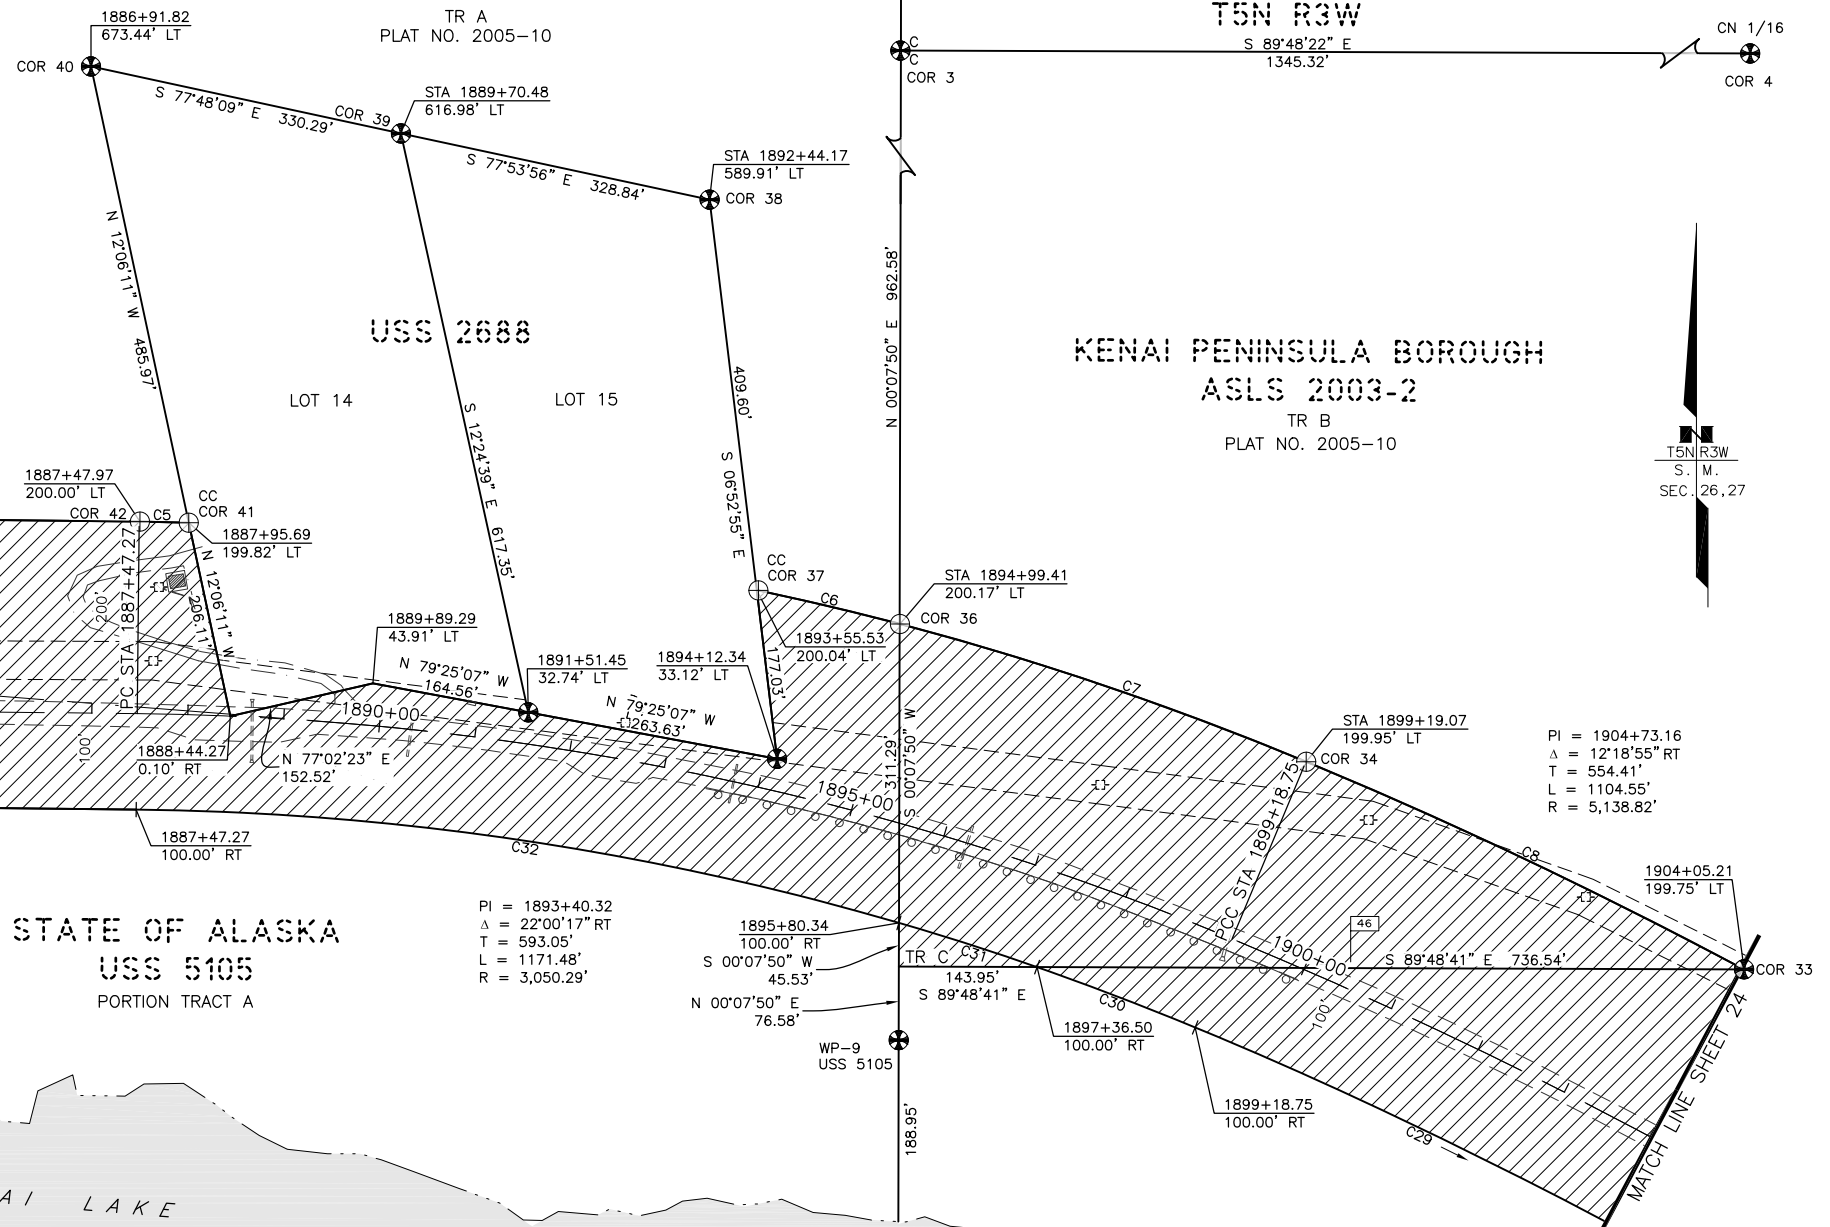 1886+91.82
673.44' LT
TR A
PLAT NO. 2005-10
T5N R3W
CN 1/16
COR 40
C
C
COR 3
S 89°48'22" E
1345.32'
COR 4
S 77°48'09" E 330.29'
COR 39
STA 1889+70.48
616.98' LT
S 77°53'56" E 328.84'
STA 1892+44.17
589.91' LT
COR 38
N 12°06'11" W 485.97'
USS 2688
LOT 14
LOT 15
S 12°24'39" E 617.35'
409.60'
S 06°52'55" E
N 00°07'50" E 962.58'
KENAI PENINSULA BOROUGH
ASLS 2003-2
TR B
PLAT NO. 2005-10
N
T5N R3W
S. M.
SEC. 26,27
1887+47.97
200.00' LT
COR 42
C5
CC
COR 41
1887+95.69
199.82' LT
PC STA 1887+47.27
200'
N 12°06'11" W
206.11'
CC
COR 37
C6
STA 1894+99.41
200.17' LT
COR 36
1889+89.29
43.91' LT
N 79°25'07" W
164.56'
1891+51.45
32.74' LT
1894+12.34
33.12' LT
1893+55.53
200.04' LT
177.03'
N 79°25'07" W
263.63'
1890+00
1888+44.27
0.10' RT
N 77°02'23" E
152.52'
100'
1895+00
311.29'
S 00°07'50" W
C7
STA 1899+19.07
199.95' LT
COR 34
PCC STA 1899+18.75
PI = 1904+73.16
Δ = 12°18'55" RT
T = 554.41'
L = 1104.55'
R = 5,138.82'
1887+47.27
100.00' RT
C32
C8
1904+05.21
199.75' LT
STATE OF ALASKA
USS 5105
PORTION TRACT A
PI = 1893+40.32
Δ = 22°00'17" RT
T = 593.05'
L = 1171.48'
R = 3,050.29'
1895+80.34
100.00' RT
S 00°07'50" W
45.53'
N 00°07'50" E
76.58'
TR C
C31
143.95'
S 89°48'41" E
46
1900+00
S 89°48'41" E 736.54'
COR 33
C30
100'
1897+36.50
100.00' RT
WP-9
USS 5105
1899+18.75
100.00' RT
C29
MATCH LINE SHEET 24
188.95'
AI LAKE